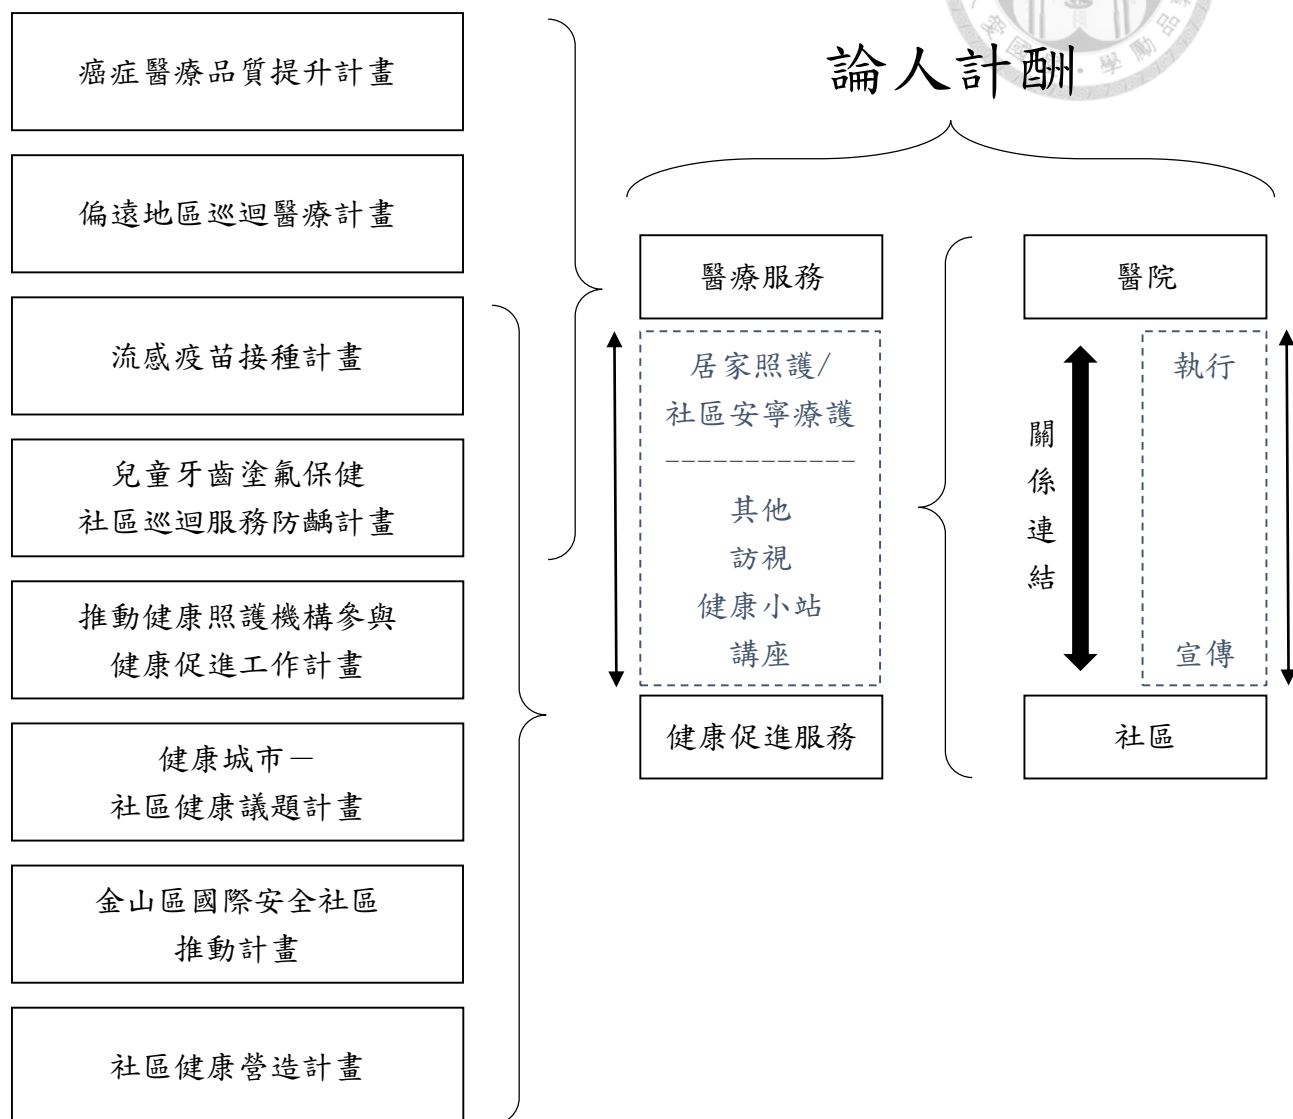 論人計酬
癌症醫療品質提升計畫
偏遠地區巡迴醫療計畫
流感疫苗接種計畫
兒童牙齒塗氟保健
社區巡迴服務防齲計畫
推動健康照護機構參與
健康促進工作計畫
健康城市－
社區健康議題計畫
金山區國際安全社區
推動計畫
社區健康營造計畫
醫療服務
居家照護/
社區安寧療護
------------
其他
訪視
健康小站
講座
健康促進服務
醫院
關係連結
執行
宣傳
社區